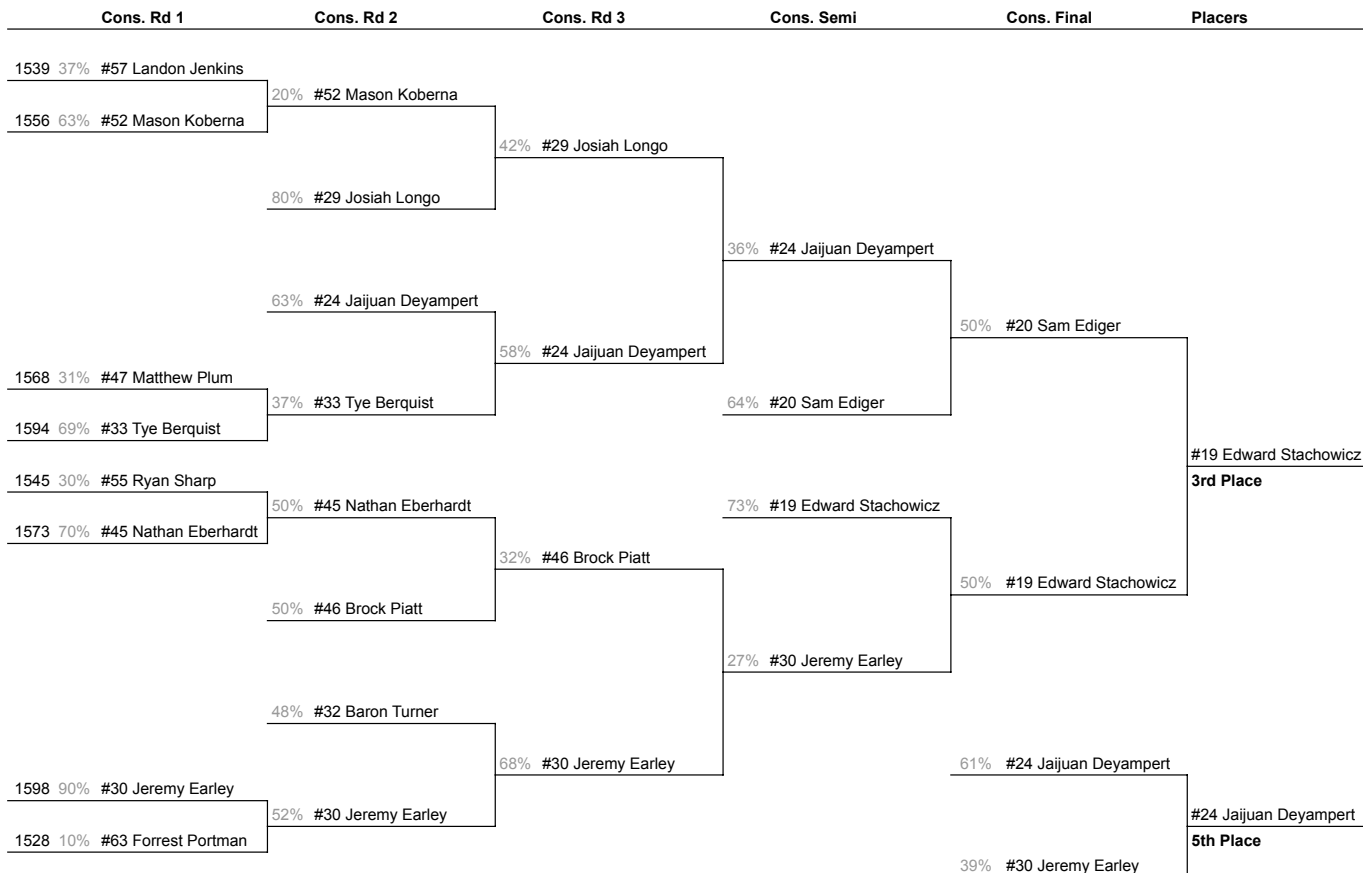 Cons. Rd 1 Cons. Rd 2 Cons. Rd 3 Cons. Semi Cons. Final Placers
1539 37% #57 Landon Jenkins
20% #52 Mason Koberna
1556 63% #52 Mason Koberna
42% #29 Josiah Longo
80% #29 Josiah Longo
36% #24 Jaijuan Deyampert
63% #24 Jaijuan Deyampert
50% #20 Sam Ediger
58% #24 Jaijuan Deyampert
1568 31% #47 Matthew Plum
37% #33 Tye Berquist
64% #20 Sam Ediger
1594 69% #33 Tye Berquist
#19 Edward Stachowicz
3rd Place
1545 30% #55 Ryan Sharp
50% #45 Nathan Eberhardt
73% #19 Edward Stachowicz
1573 70% #45 Nathan Eberhardt
32% #46 Brock Piatt
50% #19 Edward Stachowicz
50% #46 Brock Piatt
27% #30 Jeremy Earley
48% #32 Baron Turner
68% #30 Jeremy Earley
61% #24 Jaijuan Deyampert
1598 90% #30 Jeremy Earley
52% #30 Jeremy Earley
#24 Jaijuan Deyampert
1528 10% #63 Forrest Portman
5th Place
39% #30 Jeremy Earley